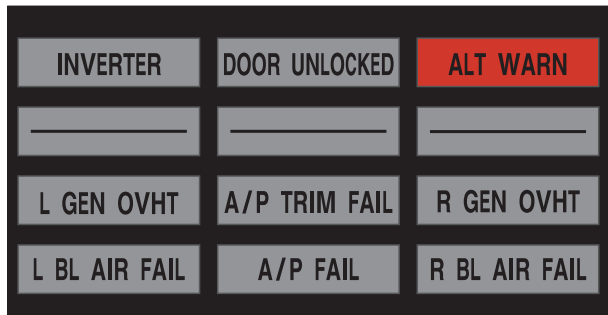 INVERTER DOOR UNLOCKED ALT WARN
L GEN OVHT A/P TRIM FAIL R GEN OVHT
L BL AIR FAIL A/P FAIL R BL AIR FAIL